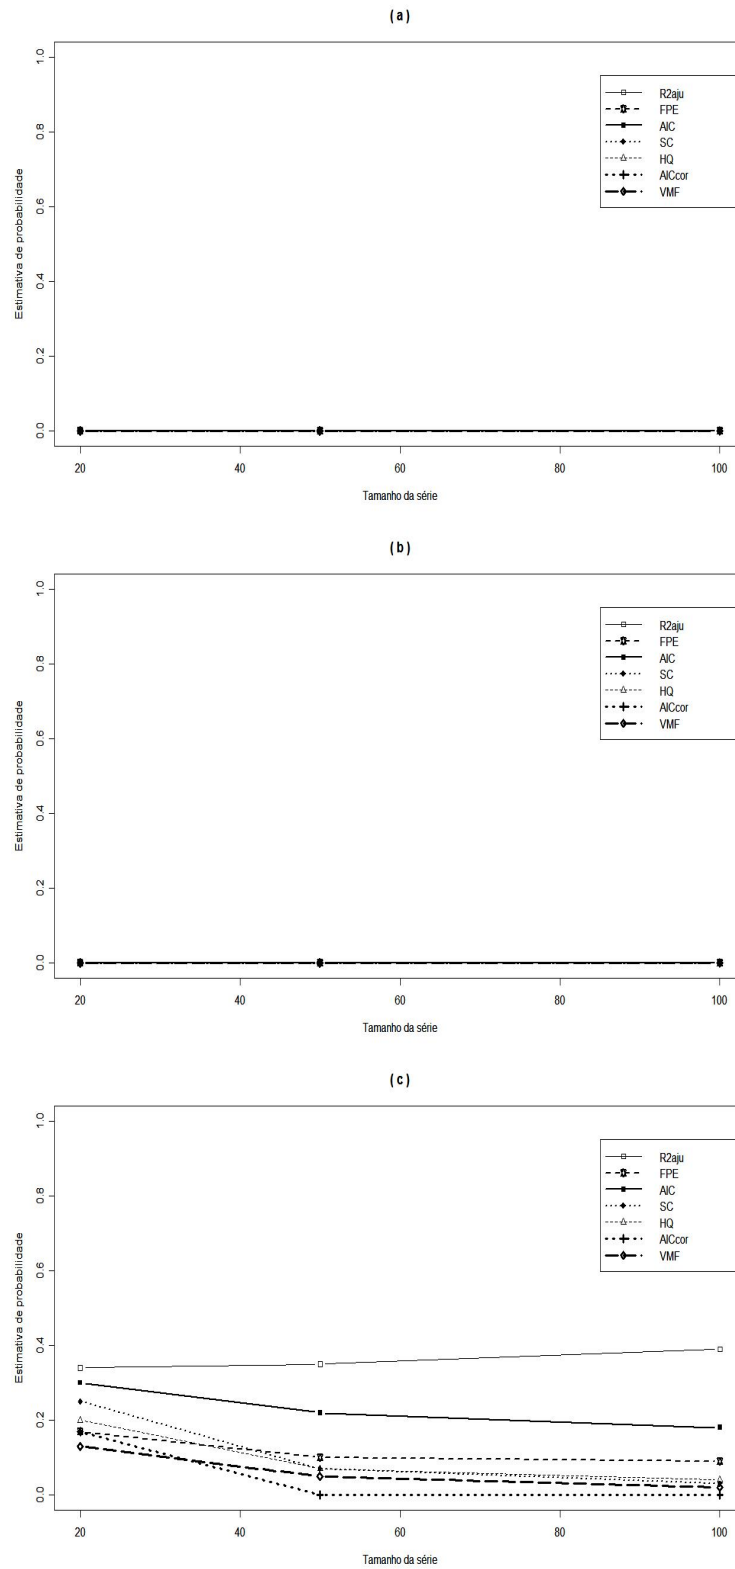 ( a )
1.0
0.8
0.6
0.4
0.2
0.0
Estimativa de probabilidade
R2aju
FPE
AIC
SC
HQ
AICcor
VMF
20
40
60
80
100
Tamanho da série
( b )
1.0
0.8
0.6
0.4
0.2
0.0
Estimativa de probabilidade
R2aju
FPE
AIC
SC
HQ
AICcor
VMF
20
40
60
80
100
Tamanho da série
( c )
1.0
0.8
0.6
0.4
0.2
0.0
Estimativa de probabilidade
R2aju
FPE
AIC
SC
HQ
AICcor
VMF
20
40
60
80
100
Tamanho da série